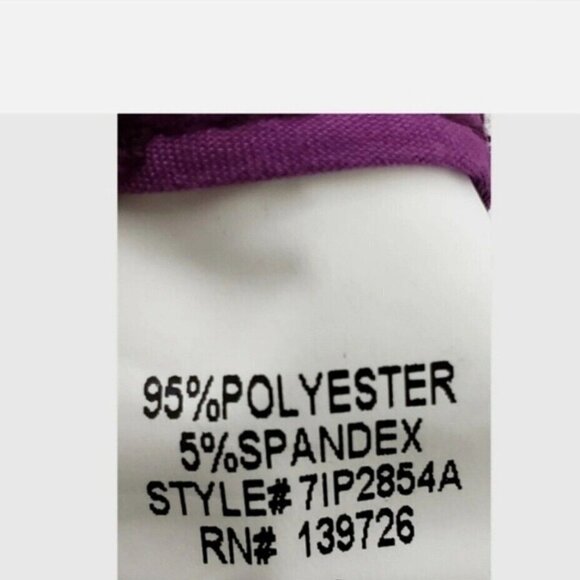 95%POLYESTER
5%SPANDEX
STYLE# 7IP2854A
RN# 139726